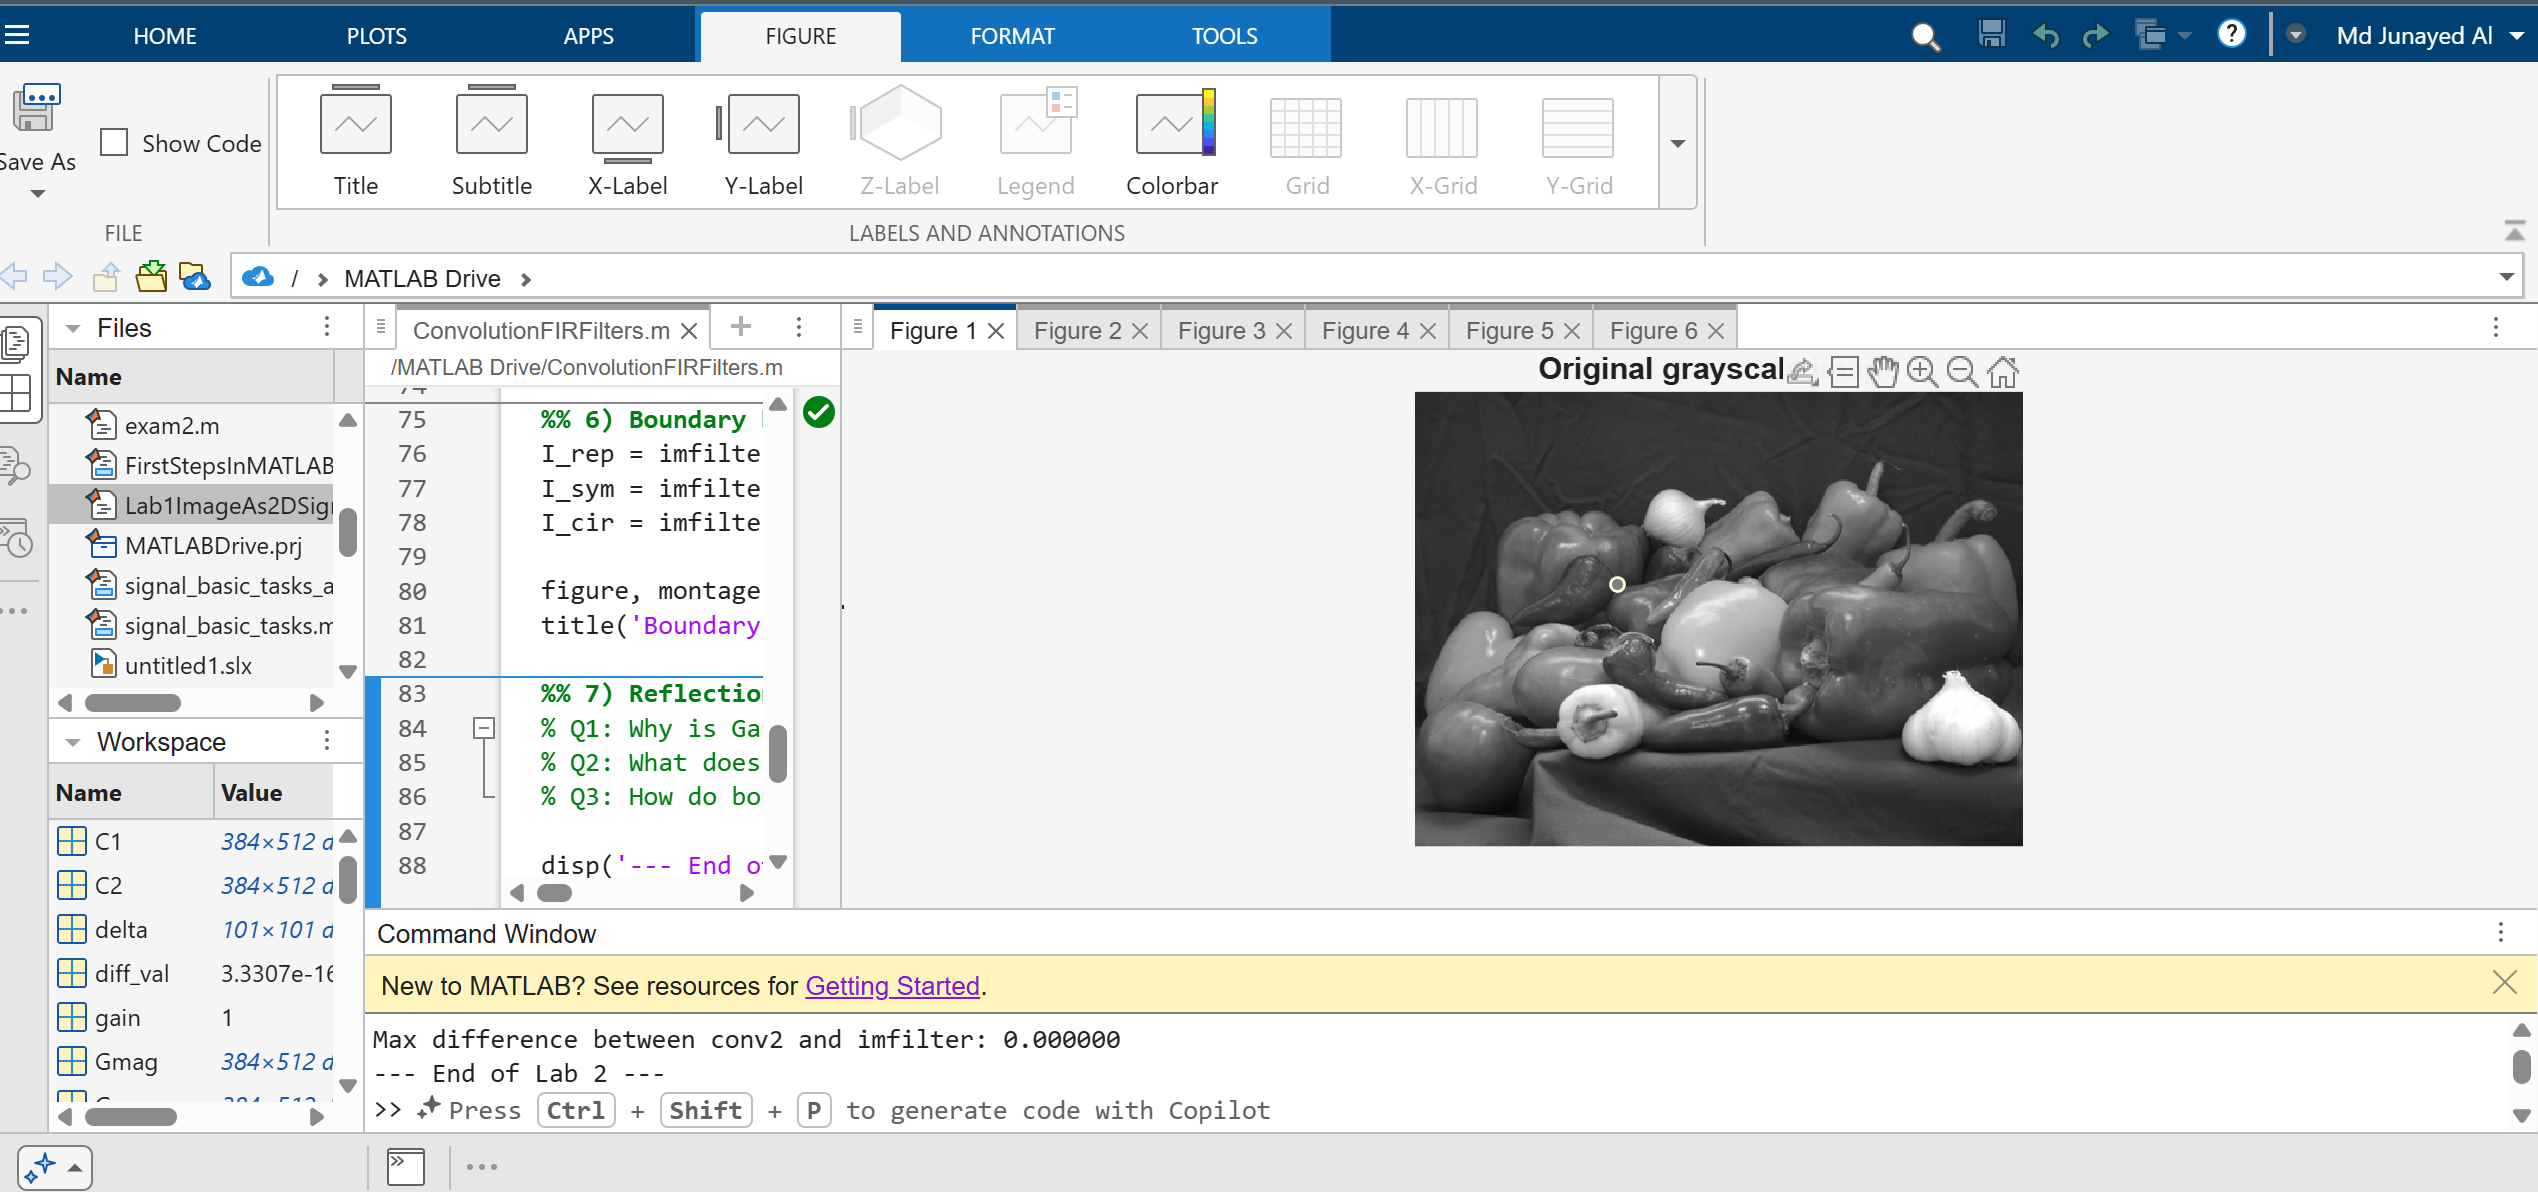 HOME PLOTS APPS FIGURE FORMAT TOOLS Md Junayed Al
Save As
Show Code
Title Subtitle X-Label Y-Label Z-Label Legend Colorbar Grid X-Grid Y-Grid
FILE LABELS AND ANNOTATIONS
/ > MATLAB Drive >
Files
Name
exam2.m
FirstStepsInMATLAB
Lab1ImageAs2DSig
MATLABDrive.prj
signal_basic_tasks_a
signal_basic_tasks.m
untitled1.slx
Workspace
Name Value
C1 384×512 d
C2 384×512 d
delta 101×101 d
diff_val 3.3307e-16
gain 1
Gmag 384×512 d
ConvolutionFIRFilters.m
/MATLAB Drive/ConvolutionFIRFilters.m
74
75 %% 6) Boundary
76 I_rep = imfilte
77 I_sym = imfilte
78 I_cir = imfilte
79
80 figure, montage
81 title('Boundary
82
83 %% 7) Reflectio
84 % Q1: Why is Ga
85 % Q2: What does
86 % Q3: How do bo
87
88 disp('--- End o
Figure 1 Figure 2 Figure 3 Figure 4 Figure 5 Figure 6
Original grayscal
Command Window
New to MATLAB? See resources for Getting Started.
Max difference between conv2 and imfilter: 0.000000
--- End of Lab 2 ---
>> Press Ctrl + Shift + P to generate code with Copilot